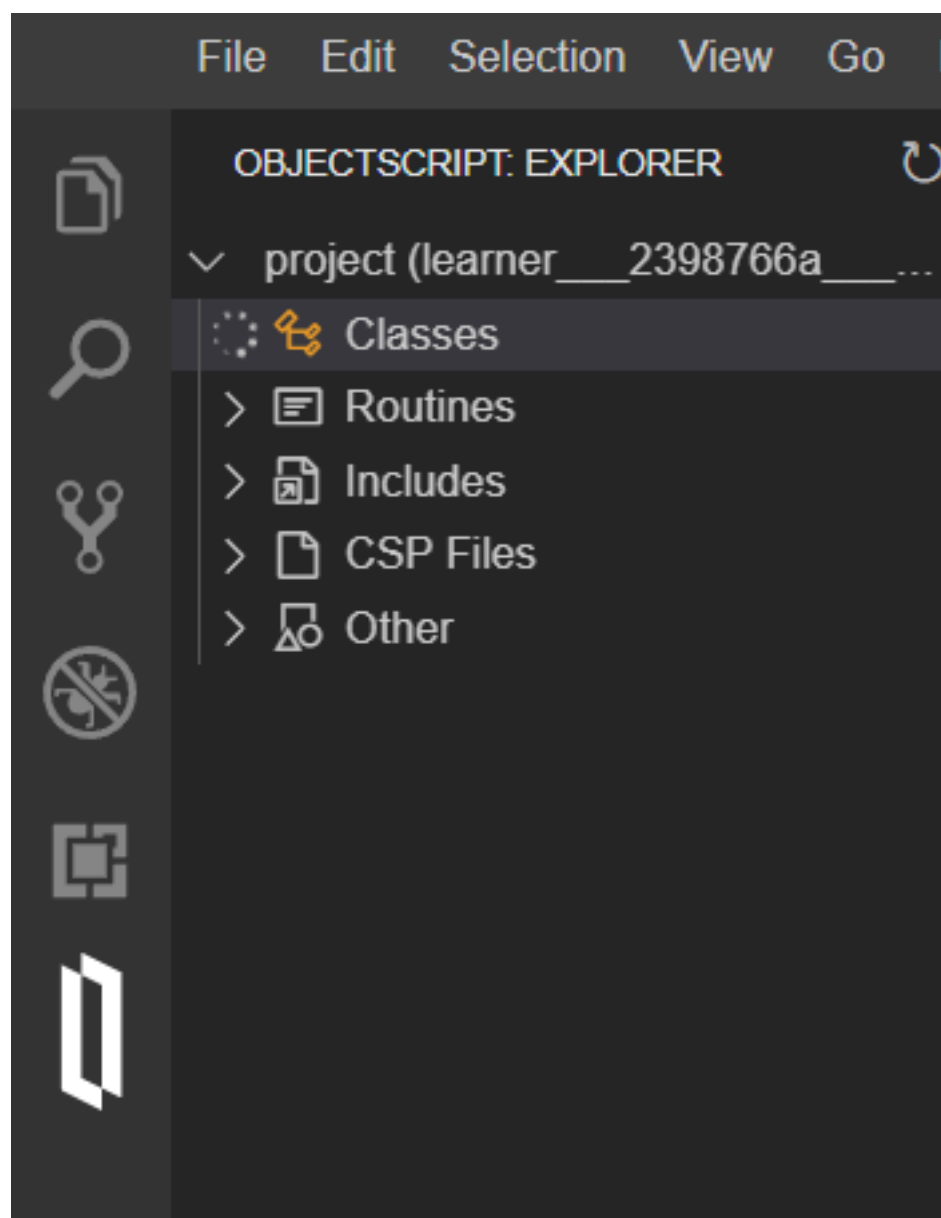 File Edit Selection View Go
OBJECTSCRIPT: EXPLORER
project (learner___2398766a___...
Classes
Routines
Includes
CSP Files
Other